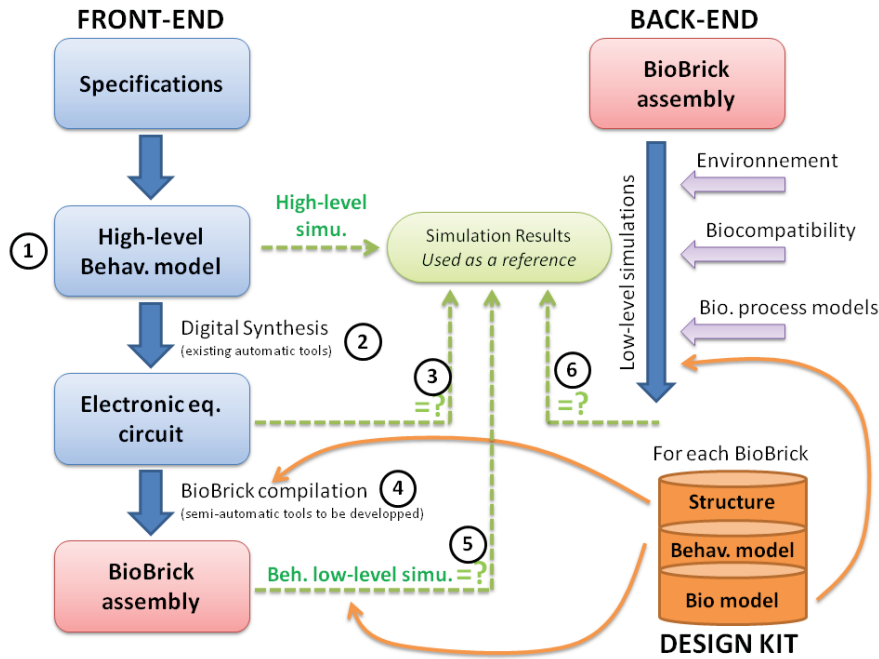 FRONT-END
Specifications
1
High-level
Behav. model
High-level
simu.
Simulation Results
Used as a reference
Digital Synthesis
(existing automatic tools)
2
3
=?
6
=?
Electronic eq.
circuit
BioBrick compilation
(semi-automatic tools to be developped)
4
5
BioBrick
assembly
Beh. low-level simu.
=?
BACK-END
BioBrick
assembly
Low-level simulations
Environnement
Biocompatibility
Bio. process models
For each BioBrick
Structure
Behav. model
Bio model
DESIGN KIT